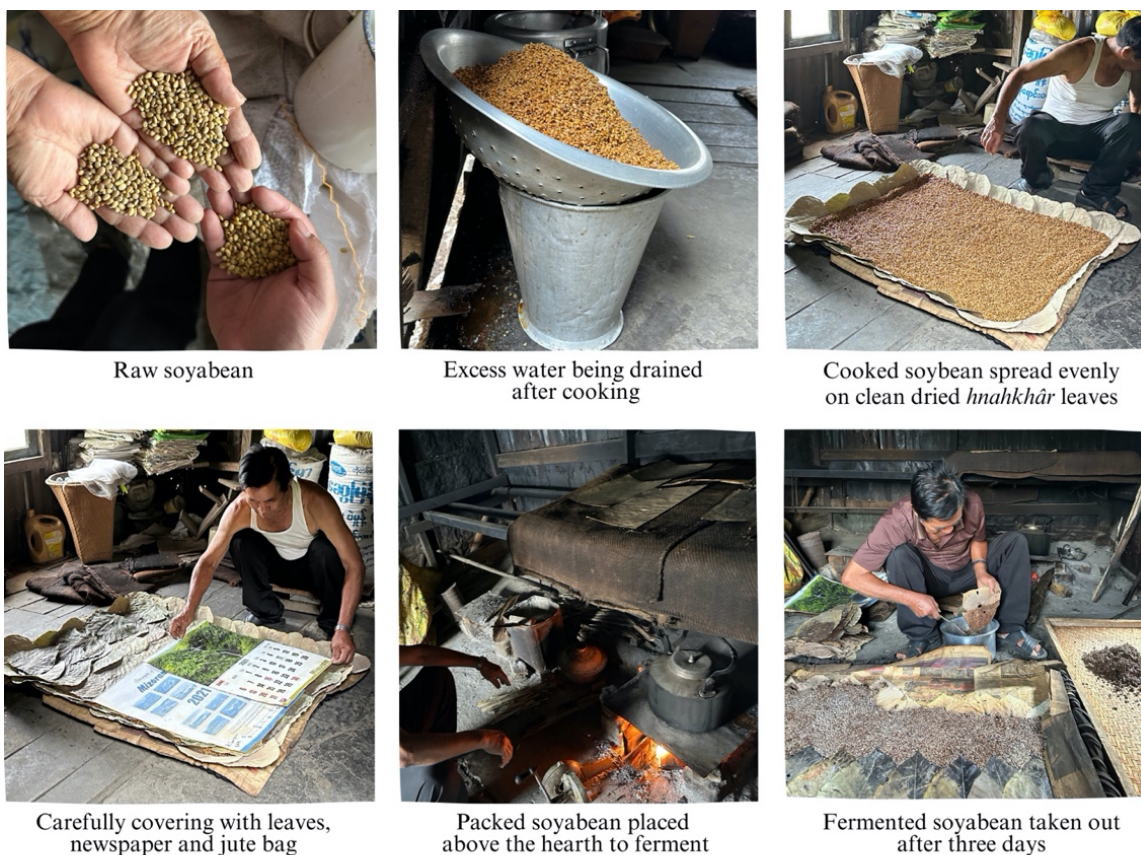 Raw soyabean
Excess water being drained
after cooking
Cooked soybean spread evenly
on clean dried hnahkhâr leaves
2021
Carefully covering with leaves,
newspaper and jute bag
Packed soyabean placed
above the hearth to ferment
Fermented soyabean taken out
after three days